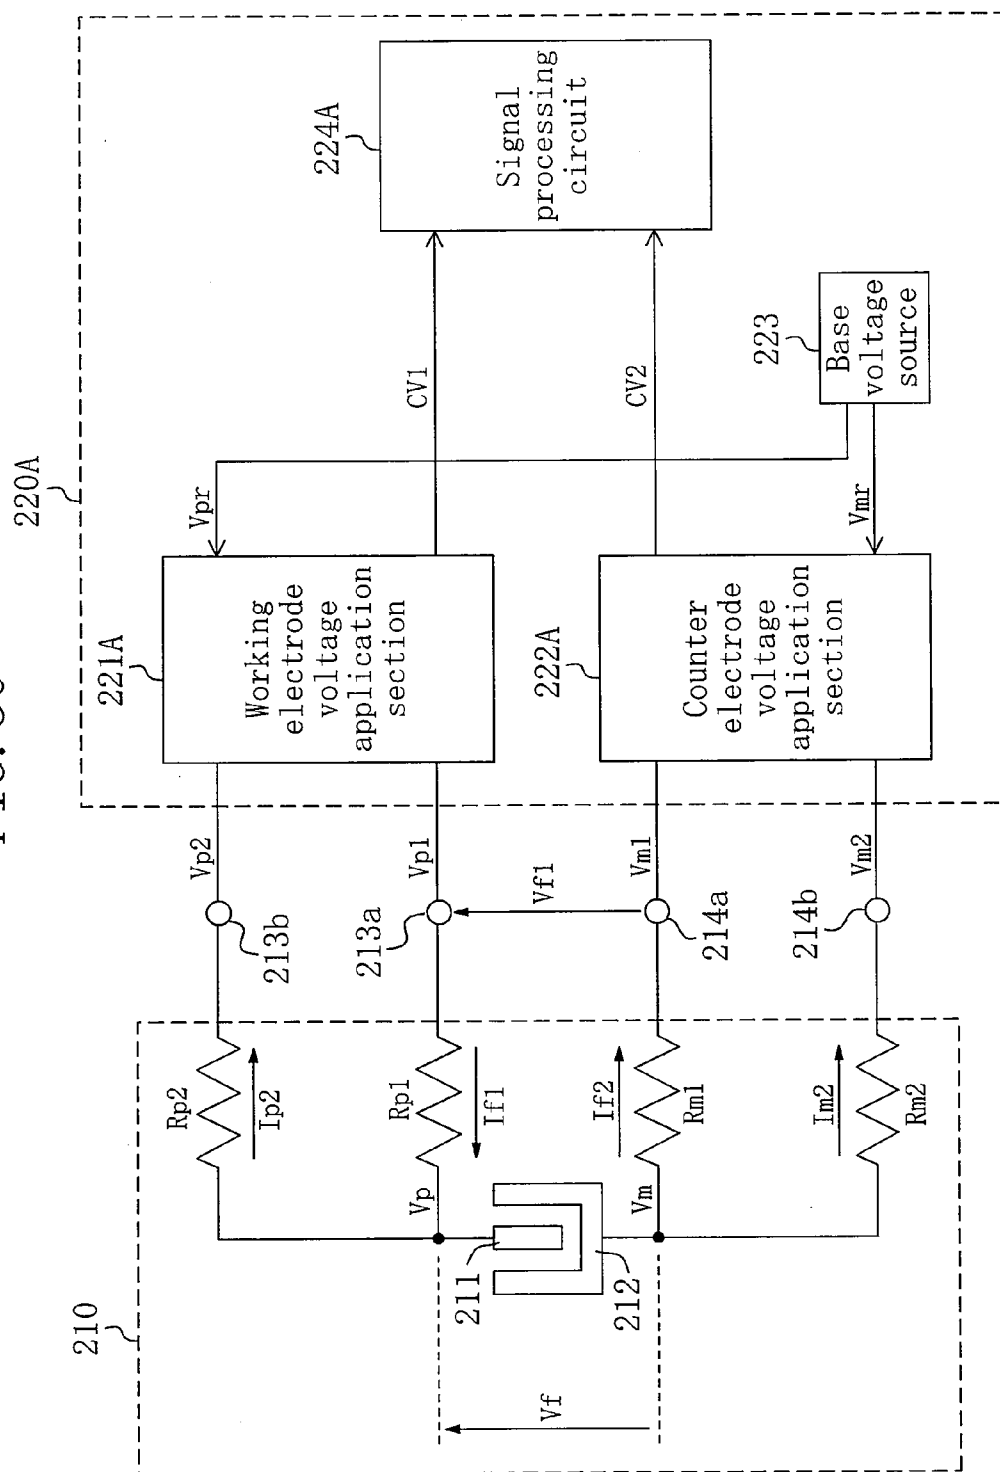 220A
210
221A
Working
electrode
voltage
application
section
222A
Counter
electrode
voltage
application
section
224A
Signal
processing
circuit
223
Base
voltage
source
Vpr
CV1
CV2
Vmr
Vp2
Vp1
Vm1
Vm2
Vf1
213b
213a
214a
214b
Rp2
Ip2
Rp1
If1
If2
Rm1
Im2
Rm2
Vp
Vm
211
212
Vf